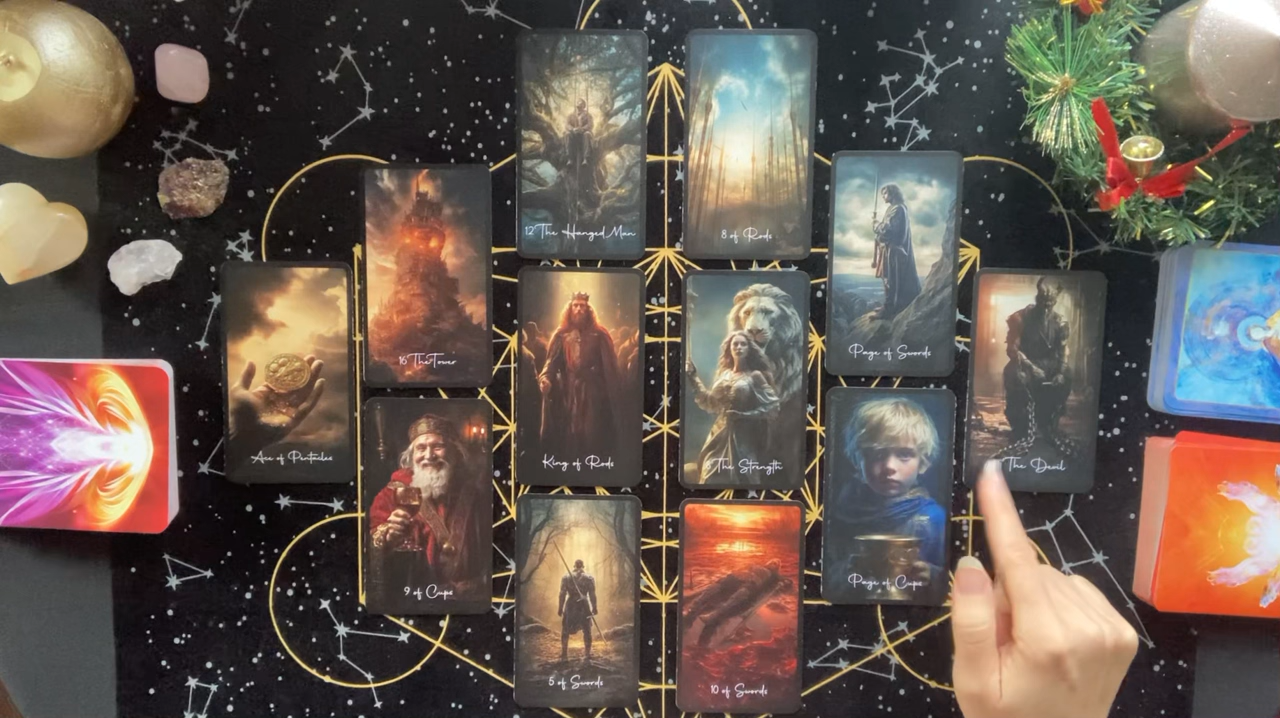 12 The Hanged Man
8 of Rods
16 The Tower
Page of Swords
Ace of Pentacles
King of Rods
The Strength
The Devil
9 of Cups
Page of Cups
5 of Swords
10 of Swords